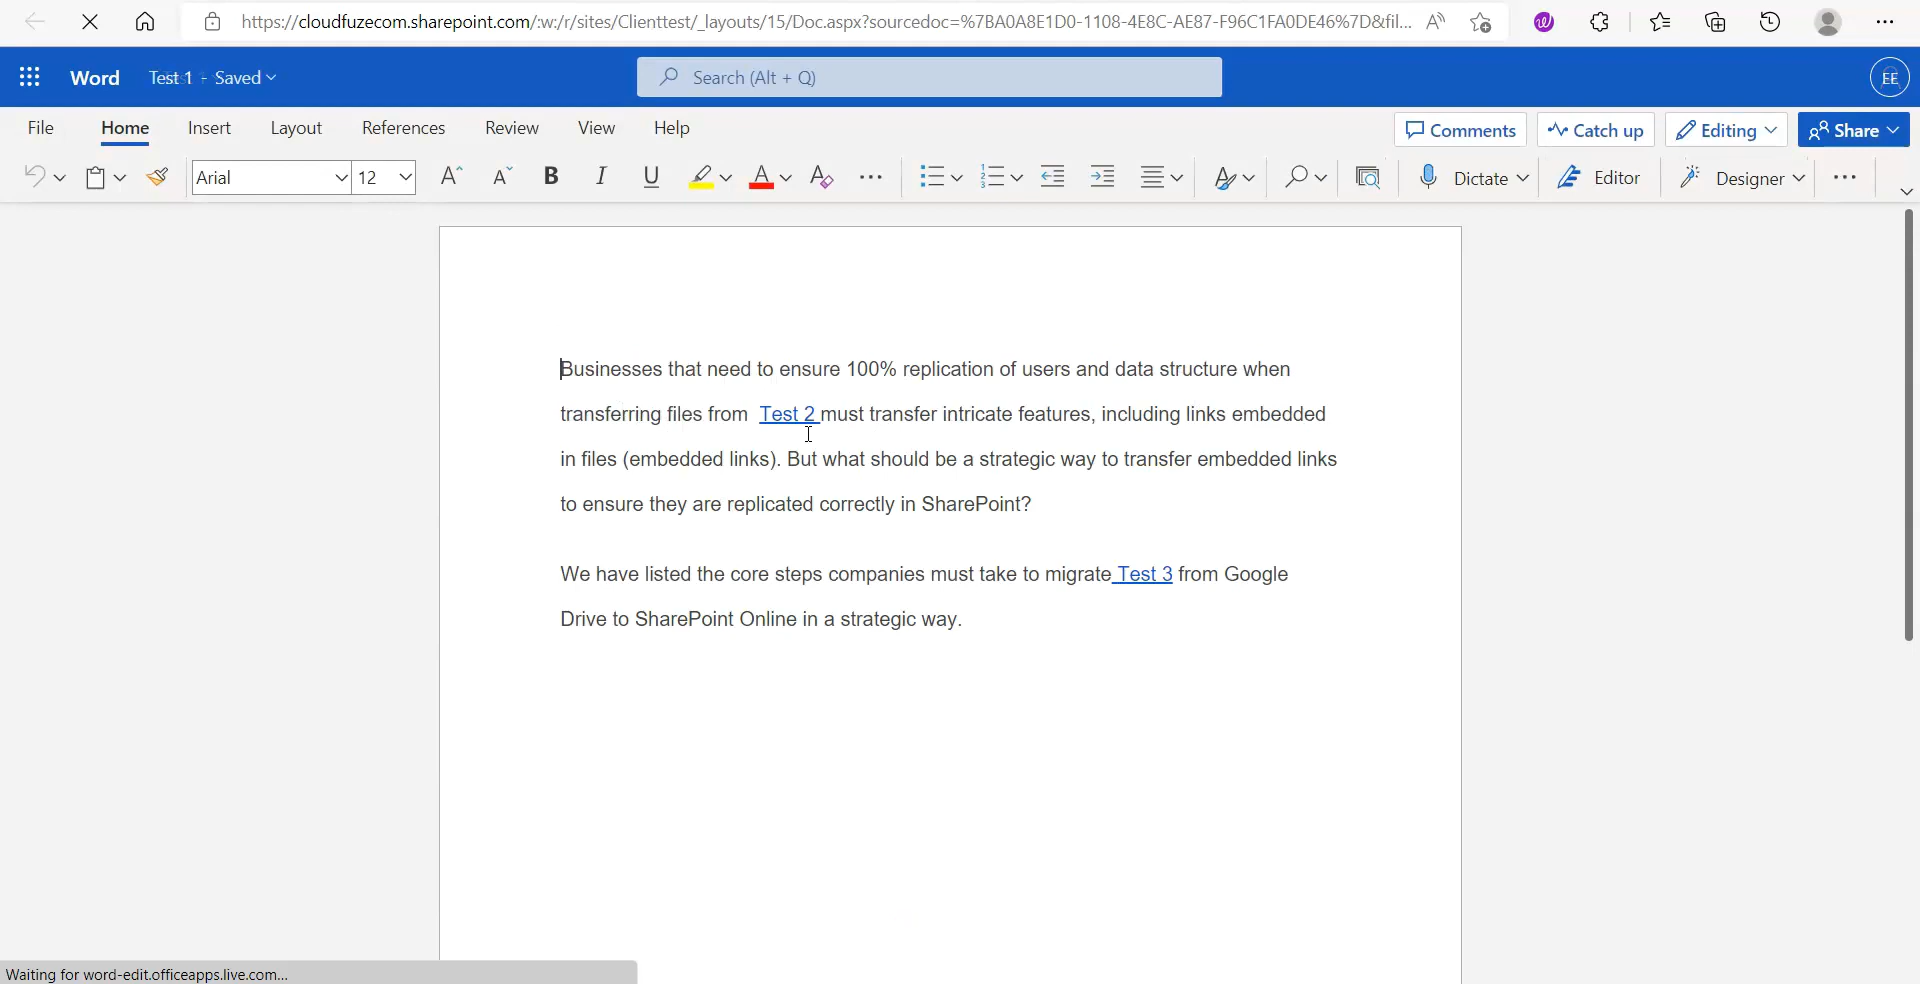 https://cloudfuzecom.sharepoint.com/:w:/r/sites/Clienttest/_layouts/15/Doc.aspx?sourcedoc=%7BA0A8E1D0-1108-4E8C-AE87-F96C1FA0DE46%7D&fil...
Word Test 1 - Saved Search (Alt + Q) EE
File Home Insert Layout References Review View Help Comments Catch up Editing Share
Arial 12 Dictate Editor Designer
Businesses that need to ensure 100% replication of users and data structure when
transferring files from Test 2 must transfer intricate features, including links embedded
in files (embedded links). But what should be a strategic way to transfer embedded links
to ensure they are replicated correctly in SharePoint?
We have listed the core steps companies must take to migrate Test 3 from Google
Drive to SharePoint Online in a strategic way.
Waiting for word-edit.officeapps.live.com...